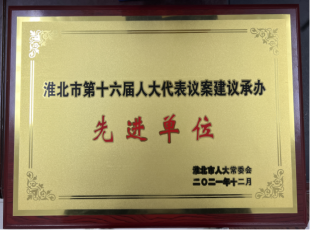 淮北市第十六届人大代表议案建议承办
先进单位
淮北市人大常委会
二〇二一年十二月